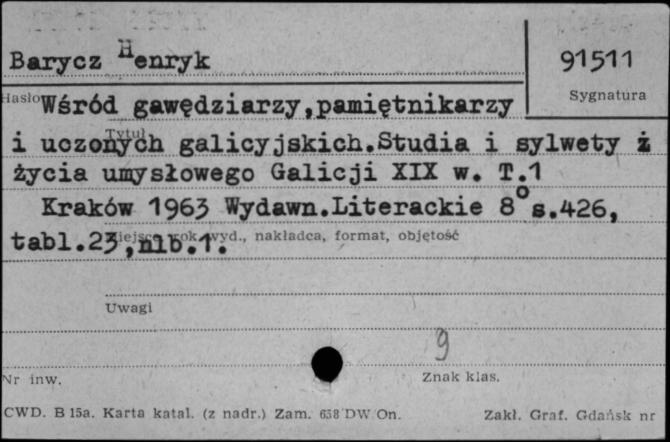 Barycz Henryk
91511
Hasło
Sygnatura
Wśród gawędziarzy,pamiętnikarzy
Tytuł
i uczonych galicyjskich.Studia i sylwety ż
życia umysłowego Galicji XIX w. T.1
Kraków 1963 Wydawn.Literackie 8° s.426,
tabl.23,nlb.1.
Miejsce, rok wyd., nakładca, format, objętość
Uwagi
9
Nr inw.
Znak klas.
CWD. B 15a. Karta katal. (z nadr.) Zam. 658 DW On.
Zakł. Graf. Gdańsk nr